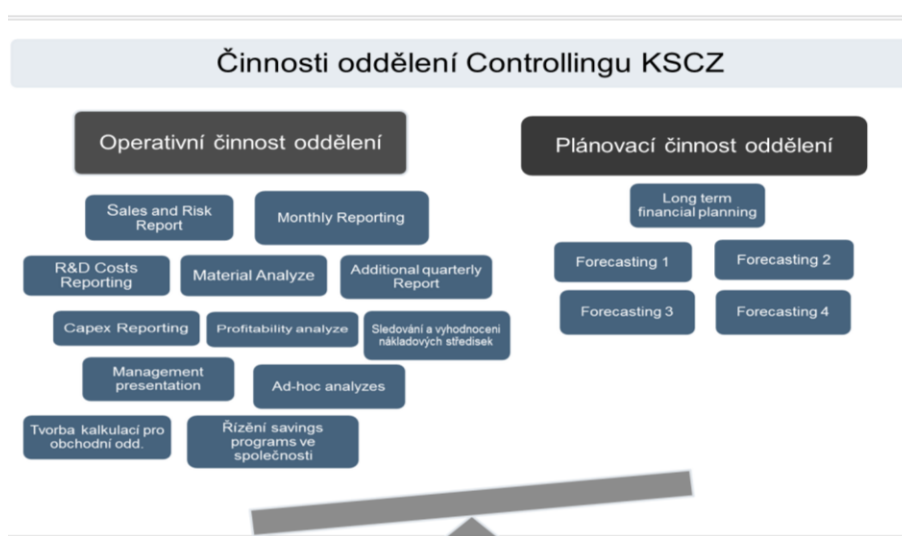 Činnosti oddělení Controllingu KSCZ
Operativní činnost oddělení
Plánovací činnost oddělení
Sales and Risk
Report
Monthly Reporting
R&D Costs
Reporting
Material Analyze
Additional quarterly
Report
Capex Reporting
Profitability analyze
Sledování a vyhodnoceni
nákladových středisek
Management
presentation
Ad-hoc analyzes
Tvorba kalkulací pro
obchodní odd.
Řízění savings
programs ve
společnosti
Long term
financial planning
Forecasting 1
Forecasting 2
Forecasting 3
Forecasting 4